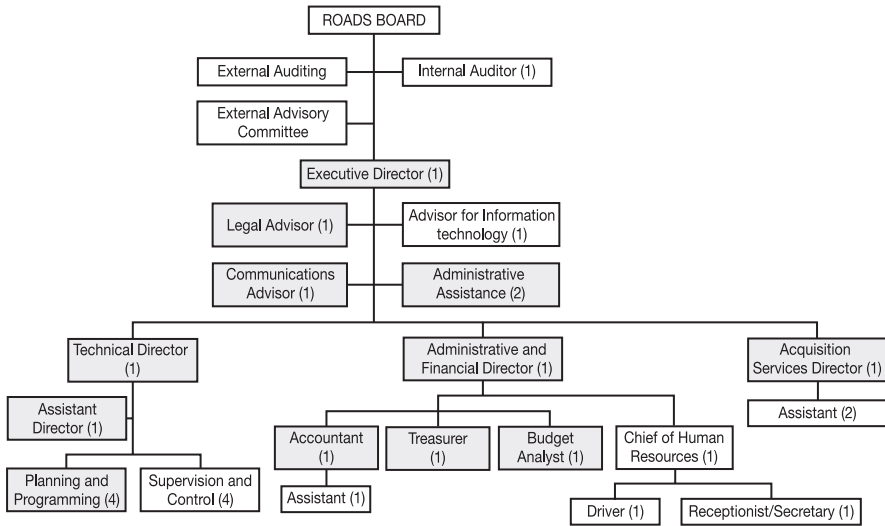 ROADS BOARD
External Auditing
Internal Auditor (1)
External Advisory
Committee
Executive Director (1)
Legal Advisor (1)
Advisor for Information
technology (1)
Communications
Advisor (1)
Administrative
Assistance (2)
Technical Director
(1)
Administrative and
Financial Director (1)
Acquisition
Services Director (1)
Assistant
Director (1)
Assistant (2)
Accountant
(1)
Treasurer
(1)
Budget
Analyst (1)
Chief of Human
Resources (1)
Planning and
Programming (4)
Supervision and
Control (4)
Assistant (1)
Driver (1)
Receptionist/Secretary (1)